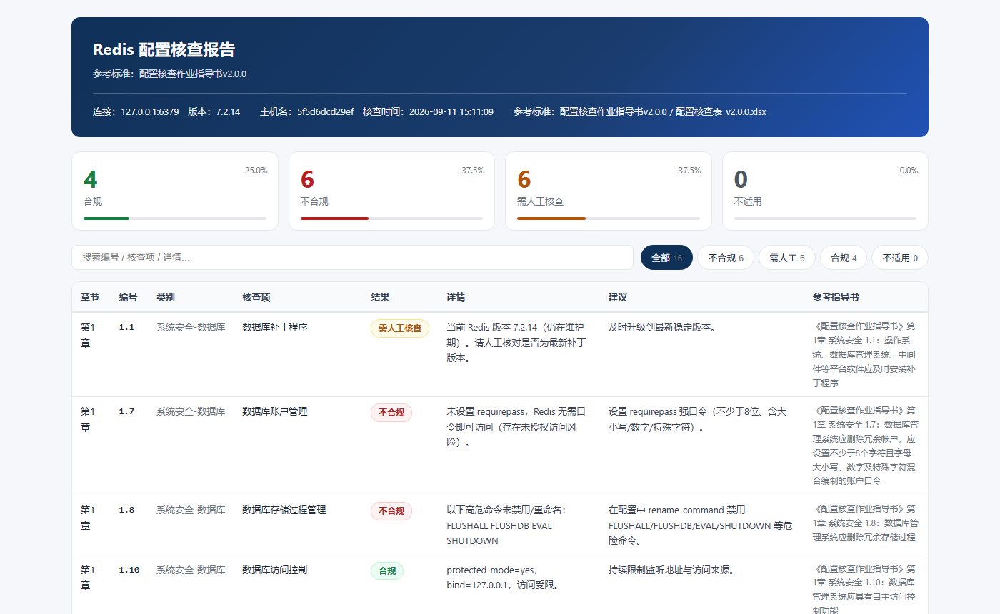 Redis 配置核查报告
参考标准：配置核查作业指导书v2.0.0
连接：127.0.0.1:6379 版本：7.2.14 主机名：5f5d6dcd29ef 核查时间：2026-09-11 15:11:09 参考标准：配置核查作业指导书v2.0.0 / 配置核查表_v2.0.0.xlsx
4 25.0%
合规
6 37.5%
不合规
6 37.5%
需人工核查
0 0.0%
不适用
搜索编号 / 核查项 / 详情… 全部 16 不合规 6 需人工 6 合规 4 不适用 0
章节 编号 类别 核查项 结果 详情 建议 参考指导书
第1
章
1.1
系统安全-数据库
数据库补丁程序
需人工核查
当前 Redis 版本 7.2.14（仍在维护
期）。请人工核对是否为最新补丁
版本。
及时升级到最新稳定版本。
《配置核查作业指导书》第
1章 系统安全 1.1：操作系
统、数据库管理系统、中间
件等平台软件应及时安装补
丁程序
第1
章
1.7
系统安全-数据库
数据库账户管理
不合规
未设置 requirepass，Redis 无需口
令即可访问（存在未授权访问风
险）。
设置 requirepass 强口令（不少于8位、含大
小写/数字/特殊字符）。
《配置核查作业指导书》第
1章 系统安全 1.7：数据库管
理系统应删除冗余帐户，应
设置不少于8个字符且字母
大小写、数字及特殊字符混
合编制的账户口令
第1
章
1.8
系统安全-数据库
数据库存储过程管理
不合规
以下高危命令未禁用/重命名：
FLUSHALL FLUSHDB EVAL
SHUTDOWN
在配置中 rename-command 禁用
FLUSHALL/FLUSHDB/EVAL/SHUTDOWN 等危
险命令。
《配置核查作业指导书》第
1章 系统安全 1.8：数据库管
理系统应删除冗余存储过程
第1
章
1.10
系统安全-数据库
数据库访问控制
合规
protected-mode=yes，
bind=127.0.0.1，访问受限。
持续限制监听地址与访问来源。
《配置核查作业指导书》第
1章 系统安全 1.10：数据库
管理系统应具有自主访问控
制功能